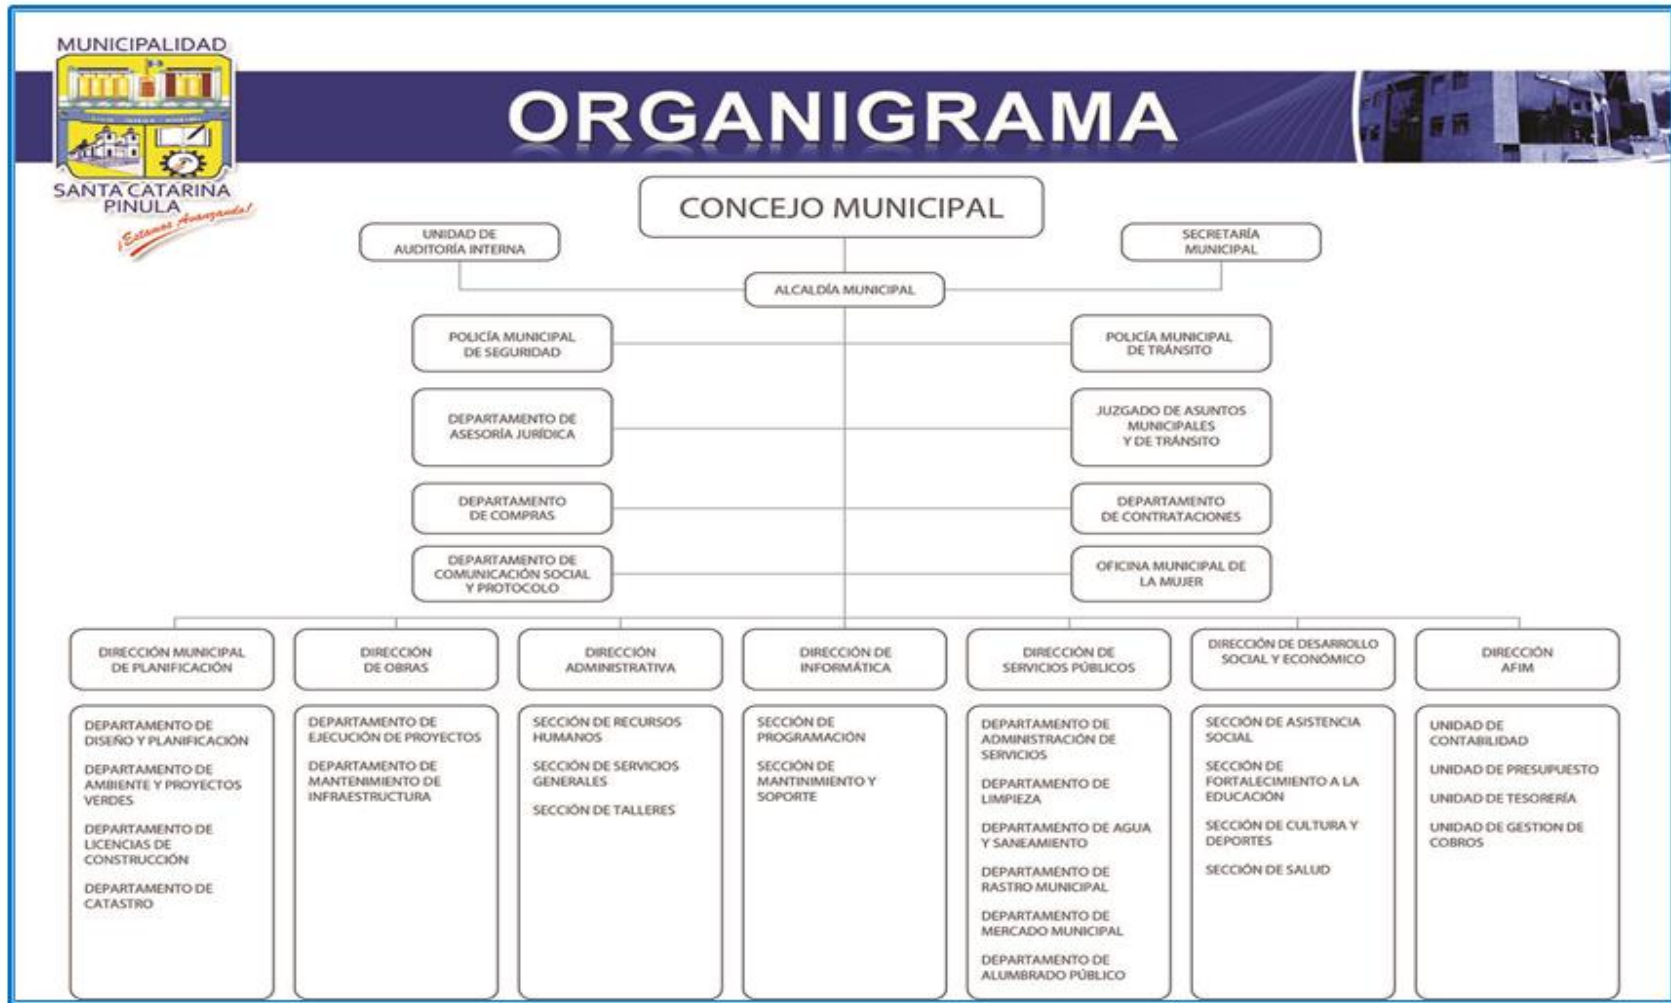 MUNICIPALIDAD
SANTA CATARINA
PINULA
¡Estamos Avanzando!
ORGANIGRAMA
CONCEJO MUNICIPAL
UNIDAD DE
AUDITORÍA INTERNA
SECRETARÍA
MUNICIPAL
ALCALDÍA MUNICIPAL
POLICÍA MUNICIPAL
DE SEGURIDAD
POLICÍA MUNICIPAL
DE TRÁNSITO
DEPARTAMENTO DE
ASESORÍA JURÍDICA
JUZGADO DE ASUNTOS
MUNICIPALES
Y DE TRÁNSITO
DEPARTAMENTO
DE COMPRAS
DEPARTAMENTO
DE CONTRATACIONES
DEPARTAMENTO DE
COMUNICACIÓN SOCIAL
Y PROTOCOLO
OFICINA MUNICIPAL DE
LA MUJER
DIRECCIÓN MUNICIPAL
DE PLANIFICACIÓN
DEPARTAMENTO DE
DISEÑO Y PLANIFICACIÓN
DEPARTAMENTO DE
AMBIENTE Y PROYECTOS
VERDES
DEPARTAMENTO DE
LICENCIAS DE
CONSTRUCCIÓN
DEPARTAMENTO DE
CATASTRO
DIRECCIÓN
DE OBRAS
DEPARTAMENTO DE
EJECUCIÓN DE PROYECTOS
DEPARTAMENTO DE
MANTENIMIENTO DE
INFRAESTRUCTURA
DIRECCIÓN
ADMINISTRATIVA
SECCIÓN DE RECURSOS
HUMANOS
SECCIÓN DE SERVICIOS
GENERALES
SECCIÓN DE TALLERES
DIRECCIÓN DE
INFORMÁTICA
SECCIÓN DE
PROGRAMACIÓN
SECCIÓN DE
MANTINIMIENTO Y
SOPORTE
DIRECCIÓN DE
SERVICIOS PÚBLICOS
DEPARTAMENTO DE
ADMINISTRACIÓN DE
SERVICIOS
DEPARTAMENTO DE
LIMPIEZA
DEPARTAMENTO DE AGUA
Y SANEAMIENTO
DEPARTAMENTO DE
RASTRO MUNICIPAL
DEPARTAMENTO DE
MERCADO MUNICIPAL
DEPARTAMENTO DE
ALUMBRADO PÚBLICO
DIRECCIÓN DE DESARROLLO
SOCIAL Y ECONÓMICO
SECCIÓN DE ASISTENCIA
SOCIAL
SECCIÓN DE
FORTALECIMIENTO A LA
EDUCACIÓN
SECCIÓN DE CULTURA Y
DEPORTES
SECCIÓN DE SALUD
DIRECCIÓN
AFIM
UNIDAD DE
CONTABILIDAD
UNIDAD DE PRESUPUESTO
UNIDAD DE TESORERÍA
UNIDAD DE GESTION DE
COBROS